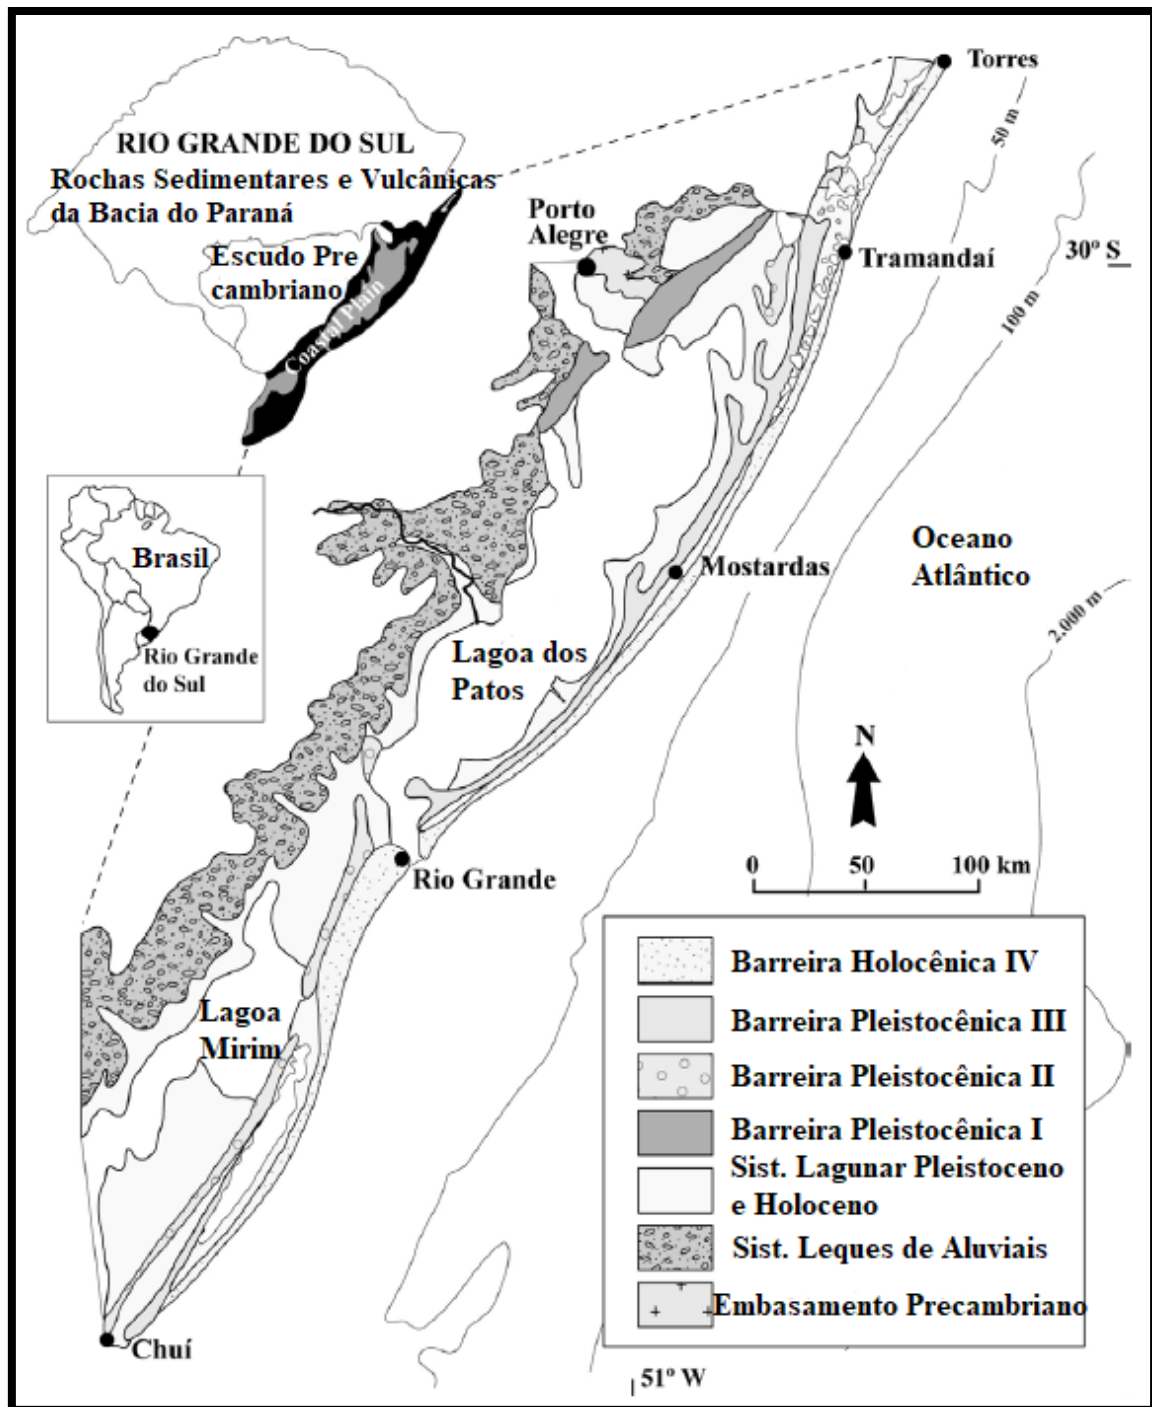 Torres
50 m
RIO GRANDE DO SUL
Rochas Sedimentares e Vulcânicas
da Bacia do Paraná
Porto
Alegre
Tramandaí
30º S
Escudo Pre
cambriano
Coastal Plain
100 m
Brasil
Rio Grande
do Sul
Oceano
Atlântico
Mostardas
2.000 m
Lagoa dos
Patos
N
0 50 100 km
Rio Grande
Lagoa
Mirim
Barreira Holocênica IV
Barreira Pleistocênica III
Barreira Pleistocênica II
Barreira Pleistocênica I
Sist. Lagunar Pleistoceno
e Holoceno
Sist. Leques de Aluviais
Embasamento Precambriano
Chuí
51º W